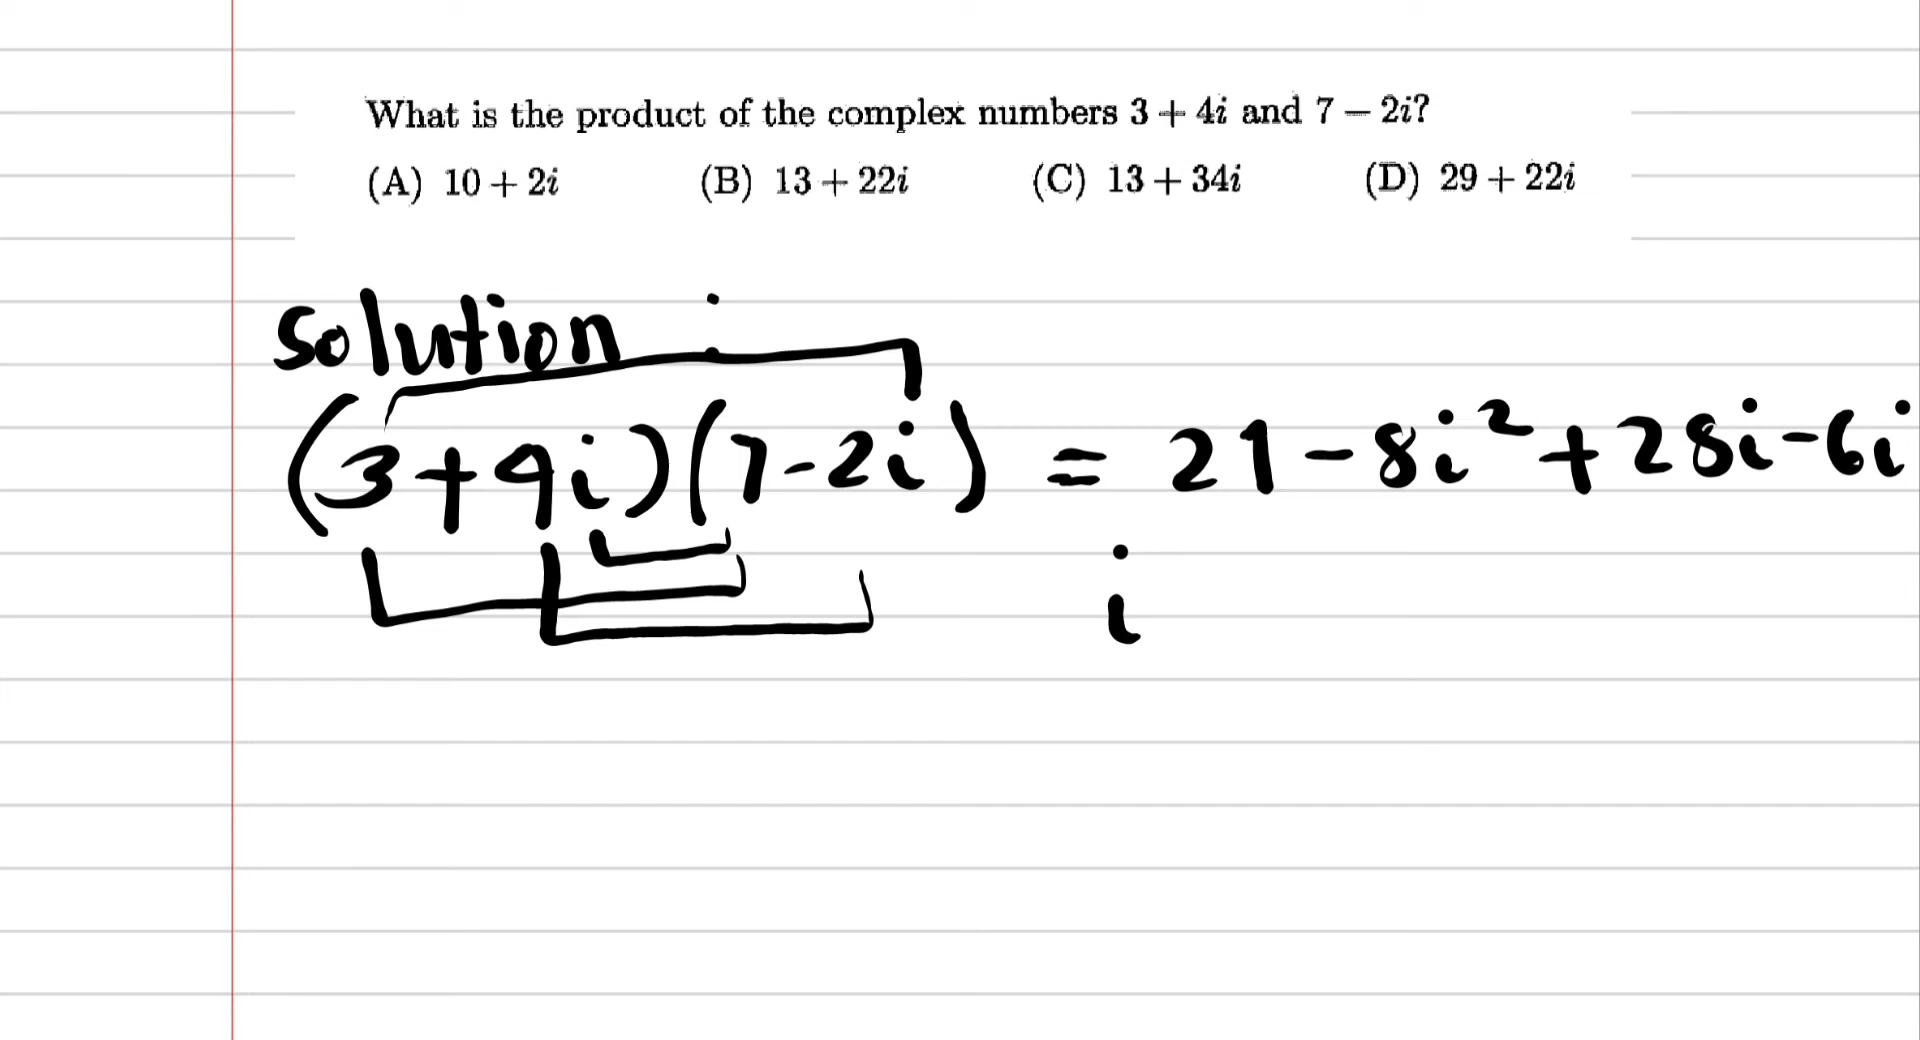 What is the product of the complex numbers 3 + 4i and 7 − 2i?
(A) 10 + 2i (B) 13 + 22i (C) 13 + 34i (D) 29 + 22i
solution :
(3+4i)(7-2i) = 21-8i²+28i-6i
i